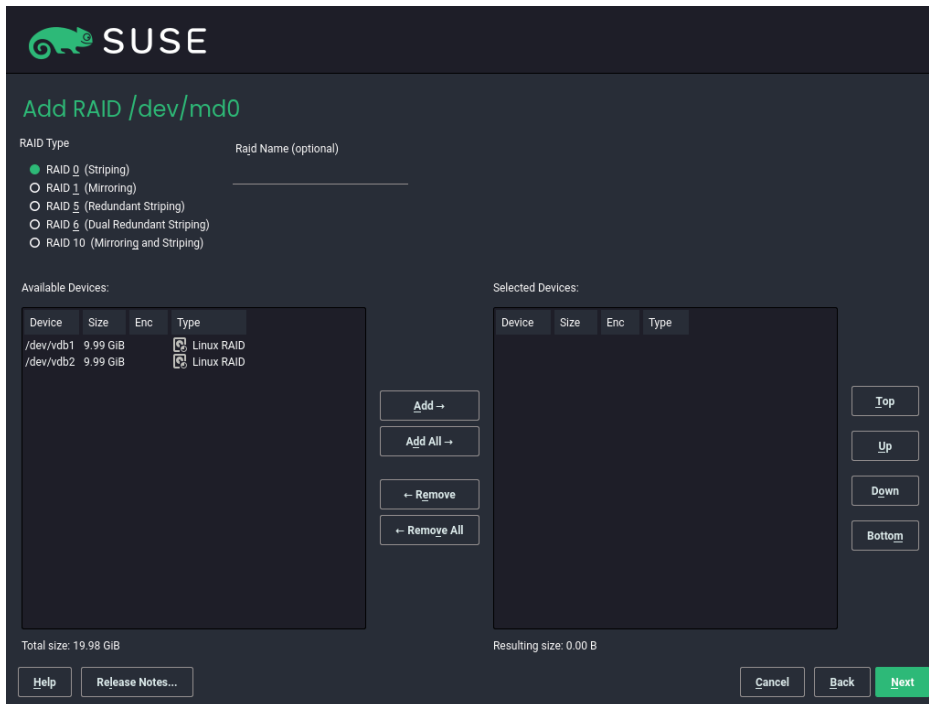 SUSE
Add RAID /dev/md0
RAID Type
Raid Name (optional)
RAID 0 (Striping)
RAID 1 (Mirroring)
RAID 5 (Redundant Striping)
RAID 6 (Dual Redundant Striping)
RAID 10 (Mirroring and Striping)
Available Devices:
Device Size Enc Type
/dev/vdb1 9.99 GiB Linux RAID
/dev/vdb2 9.99 GiB Linux RAID
Total size: 19.98 GiB
Add →
Add All →
← Remove
← Remove All
Selected Devices:
Device Size Enc Type
Resulting size: 0.00 B
Top
Up
Down
Bottom
Help
Release Notes...
Cancel
Back
Next